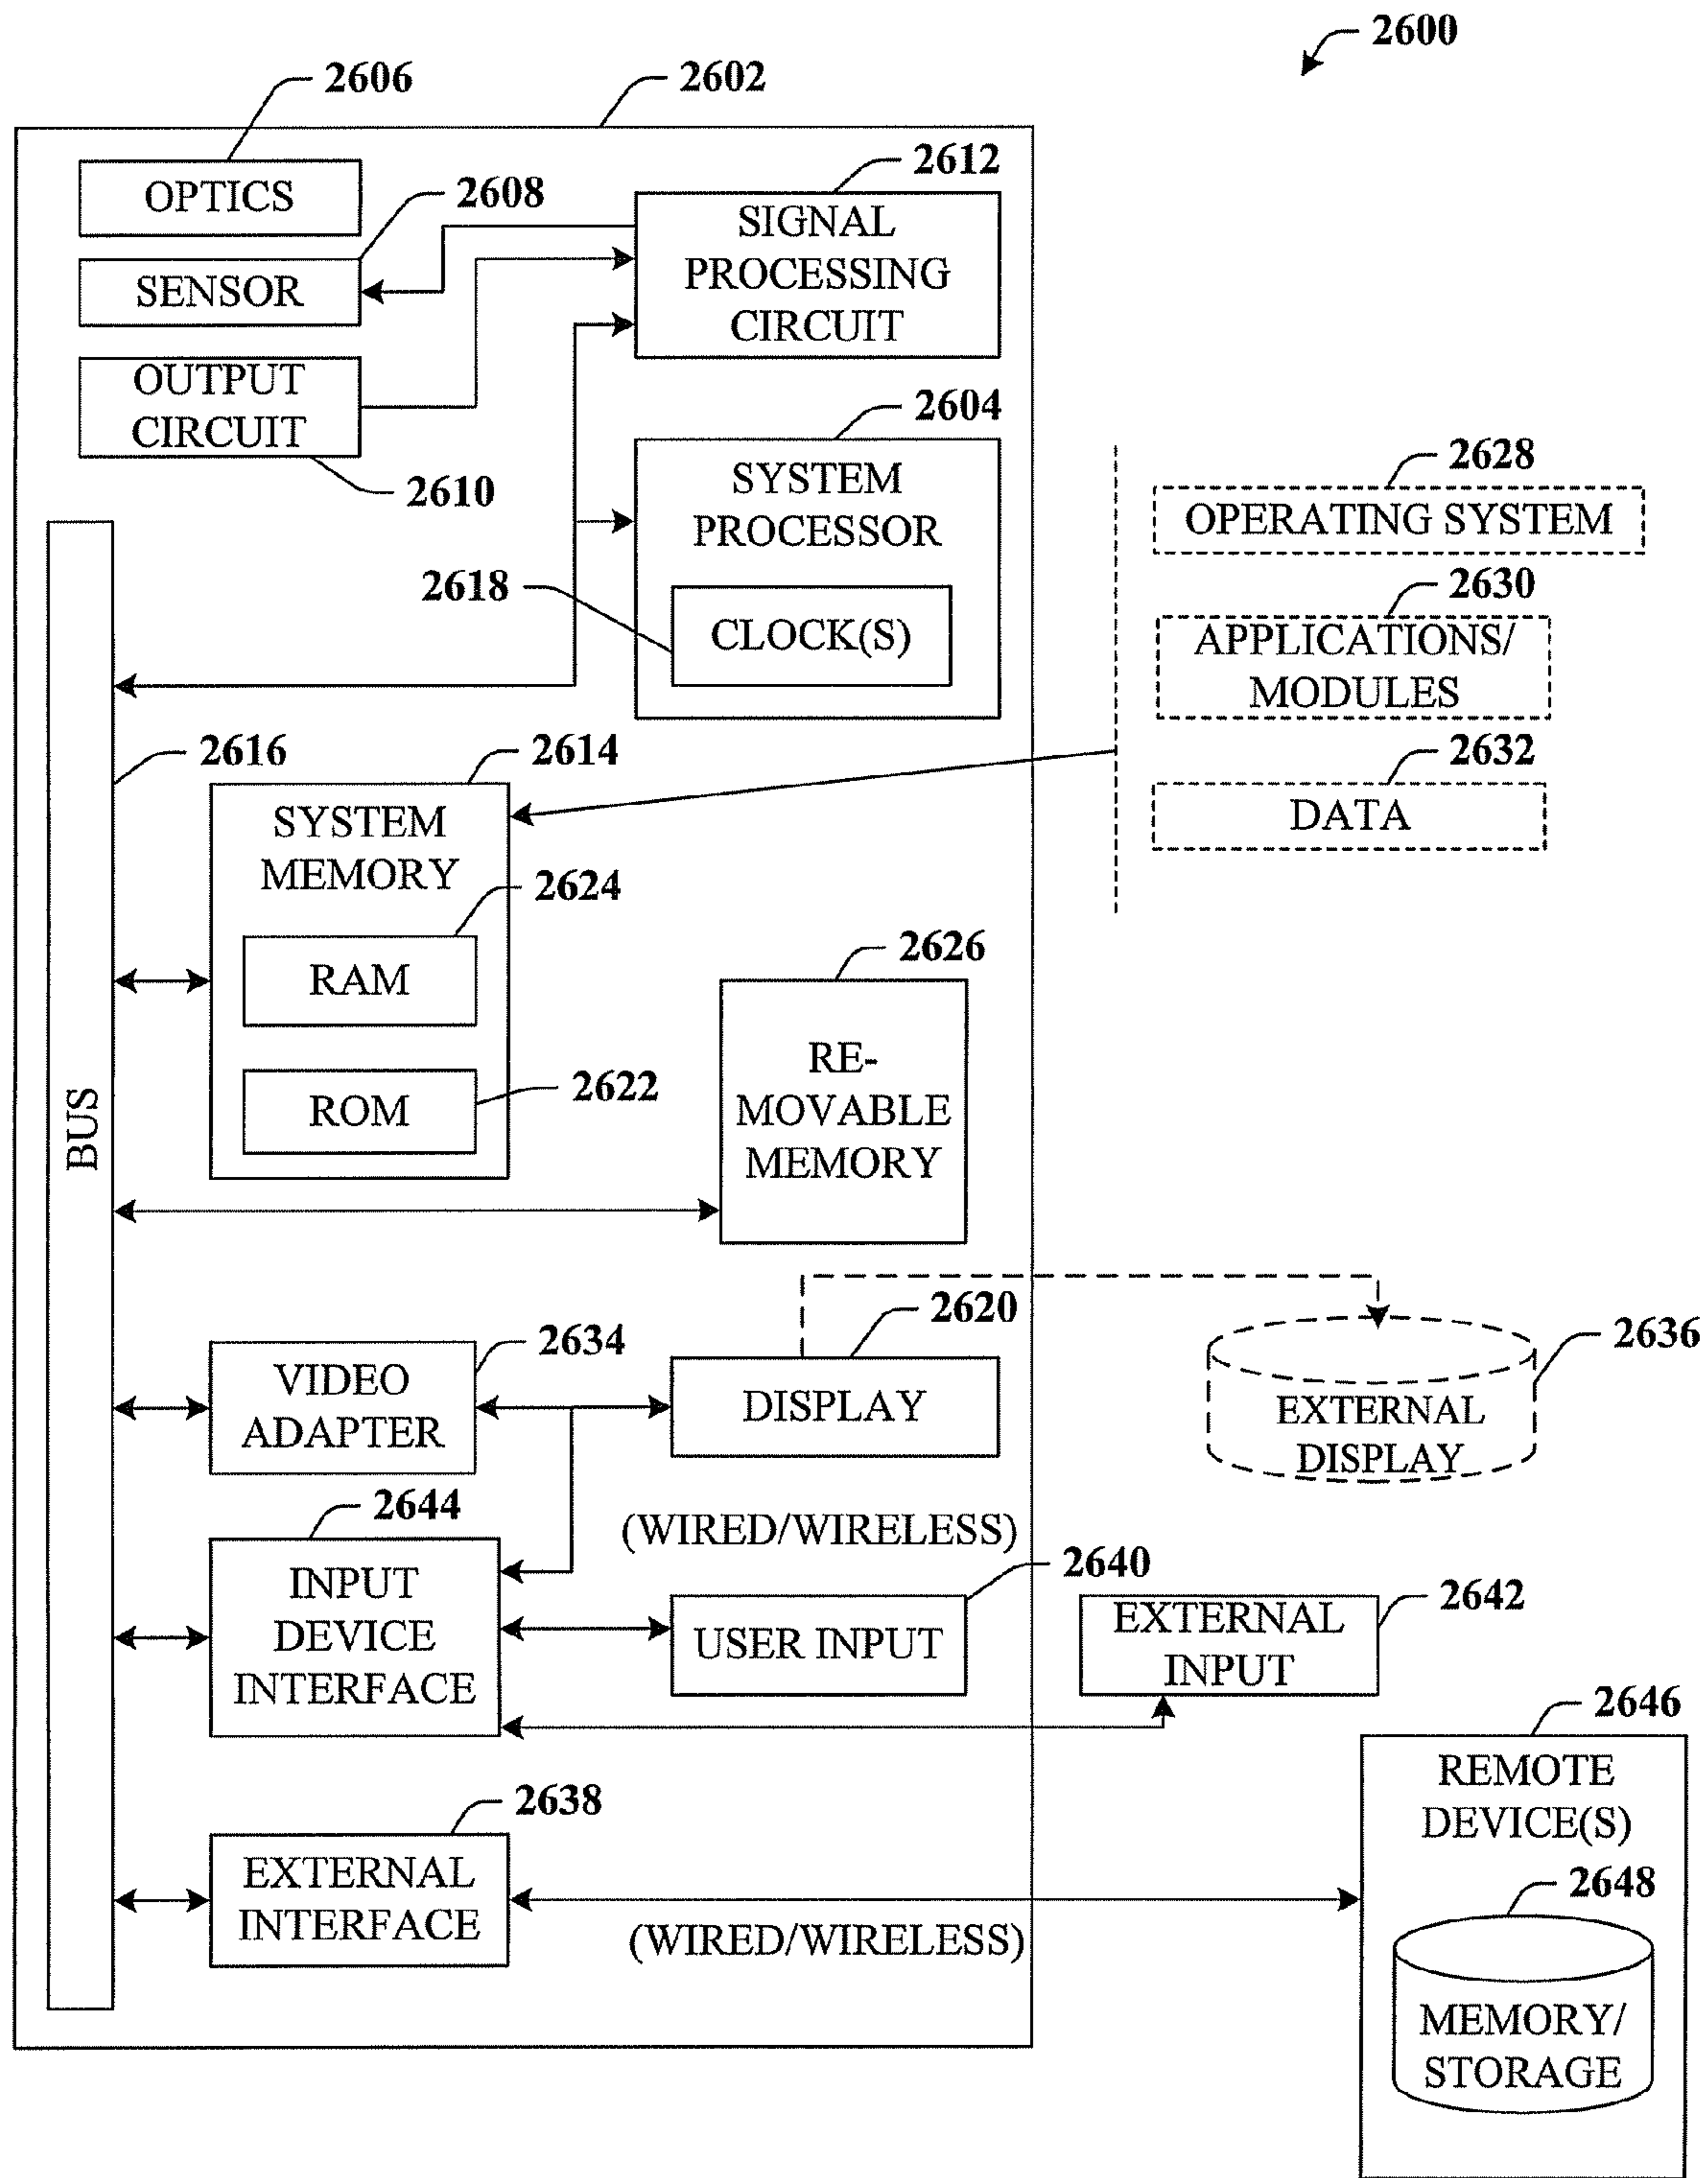 2600
2606
2602
OPTICS
2608
2612
SENSOR
SIGNAL
PROCESSING
CIRCUIT
OUTPUT
CIRCUIT
2610
2604
SYSTEM
PROCESSOR
2618
CLOCK(S)
2628
OPERATING SYSTEM
2630
APPLICATIONS/
MODULES
2632
DATA
BUS
2616
2614
SYSTEM
MEMORY
2624
RAM
2622
ROM
2626
RE-
MOVABLE
MEMORY
2634
VIDEO
ADAPTER
2620
DISPLAY
2636
EXTERNAL
DISPLAY
2644
INPUT
DEVICE
INTERFACE
(WIRED/WIRELESS)
2640
USER INPUT
2642
EXTERNAL
INPUT
2638
EXTERNAL
INTERFACE
(WIRED/WIRELESS)
2646
REMOTE
DEVICE(S)
2648
MEMORY/
STORAGE